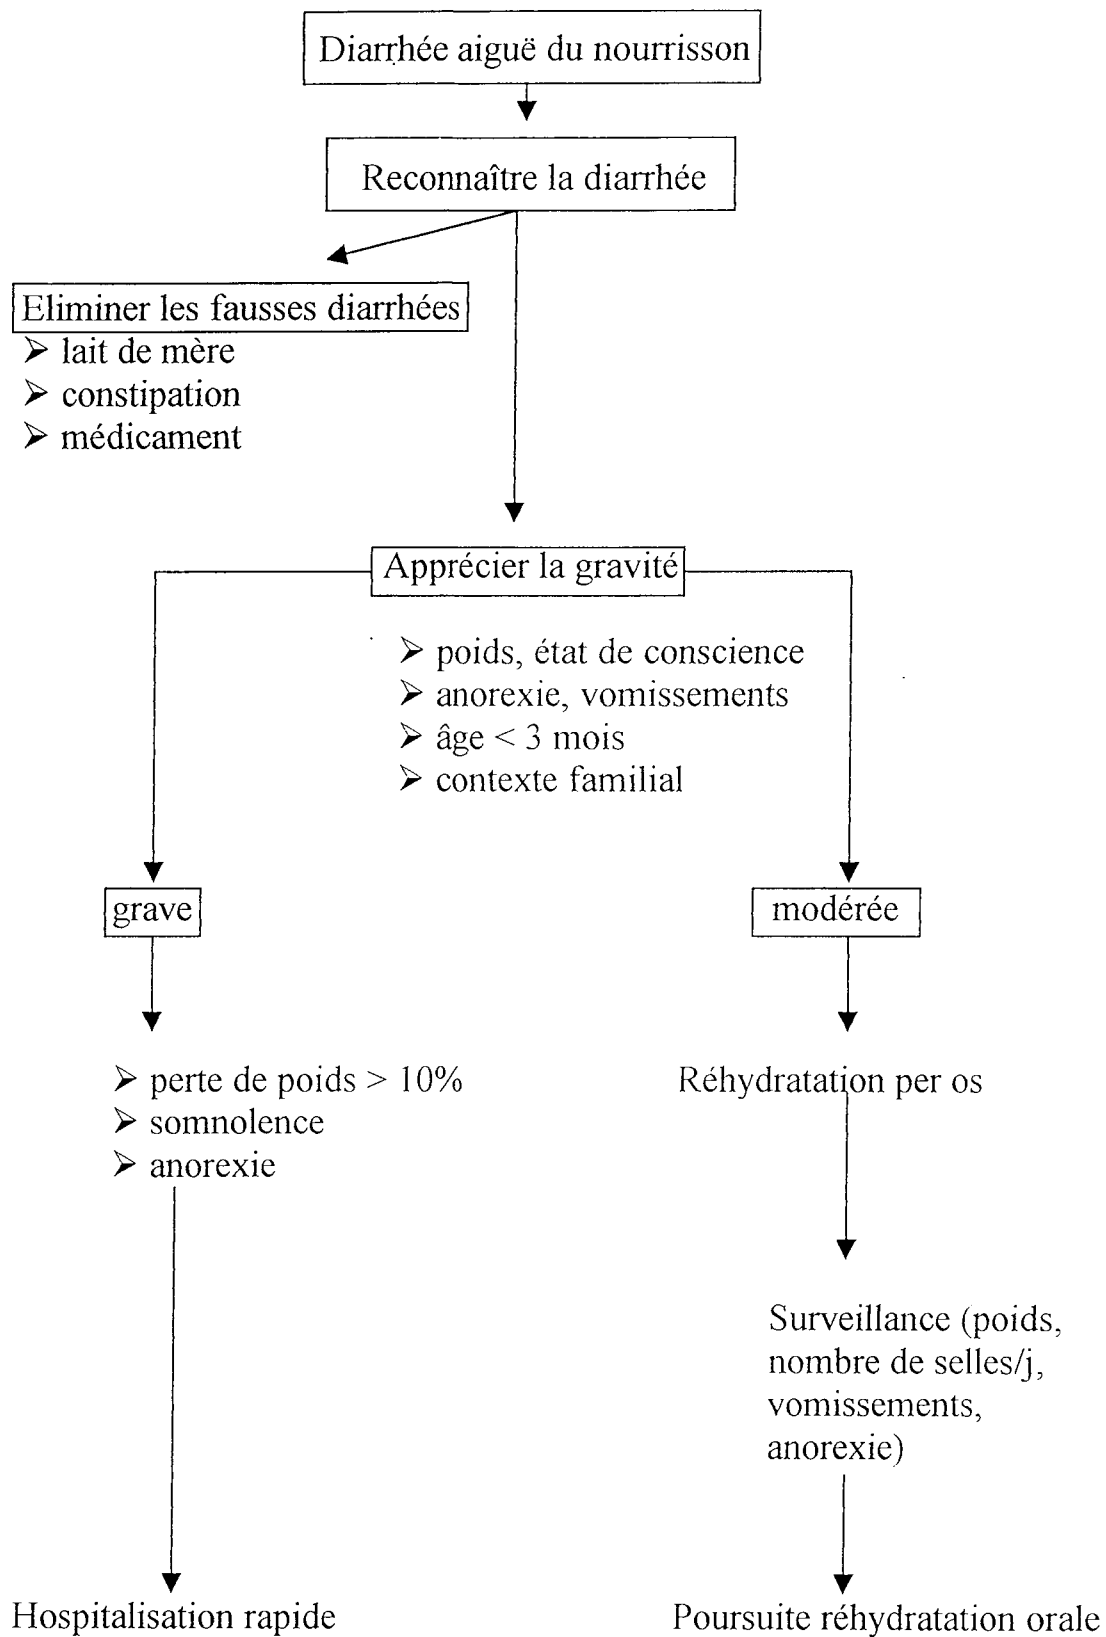 Diarrhée aiguë du nourrisson
Reconnaître la diarrhée
Eliminer les fausses diarrhées
➢ lait de mère
➢ constipation
➢ médicament
Apprécier la gravité
➢ poids, état de conscience
➢ anorexie, vomissements
➢ âge < 3 mois
➢ contexte familial
grave
modérée
➢ perte de poids > 10%
➢ somnolence
➢ anorexie
Réhydratation per os
Surveillance (poids,
nombre de selles/j,
vomissements,
anorexie)
Hospitalisation rapide
Poursuite réhydratation orale